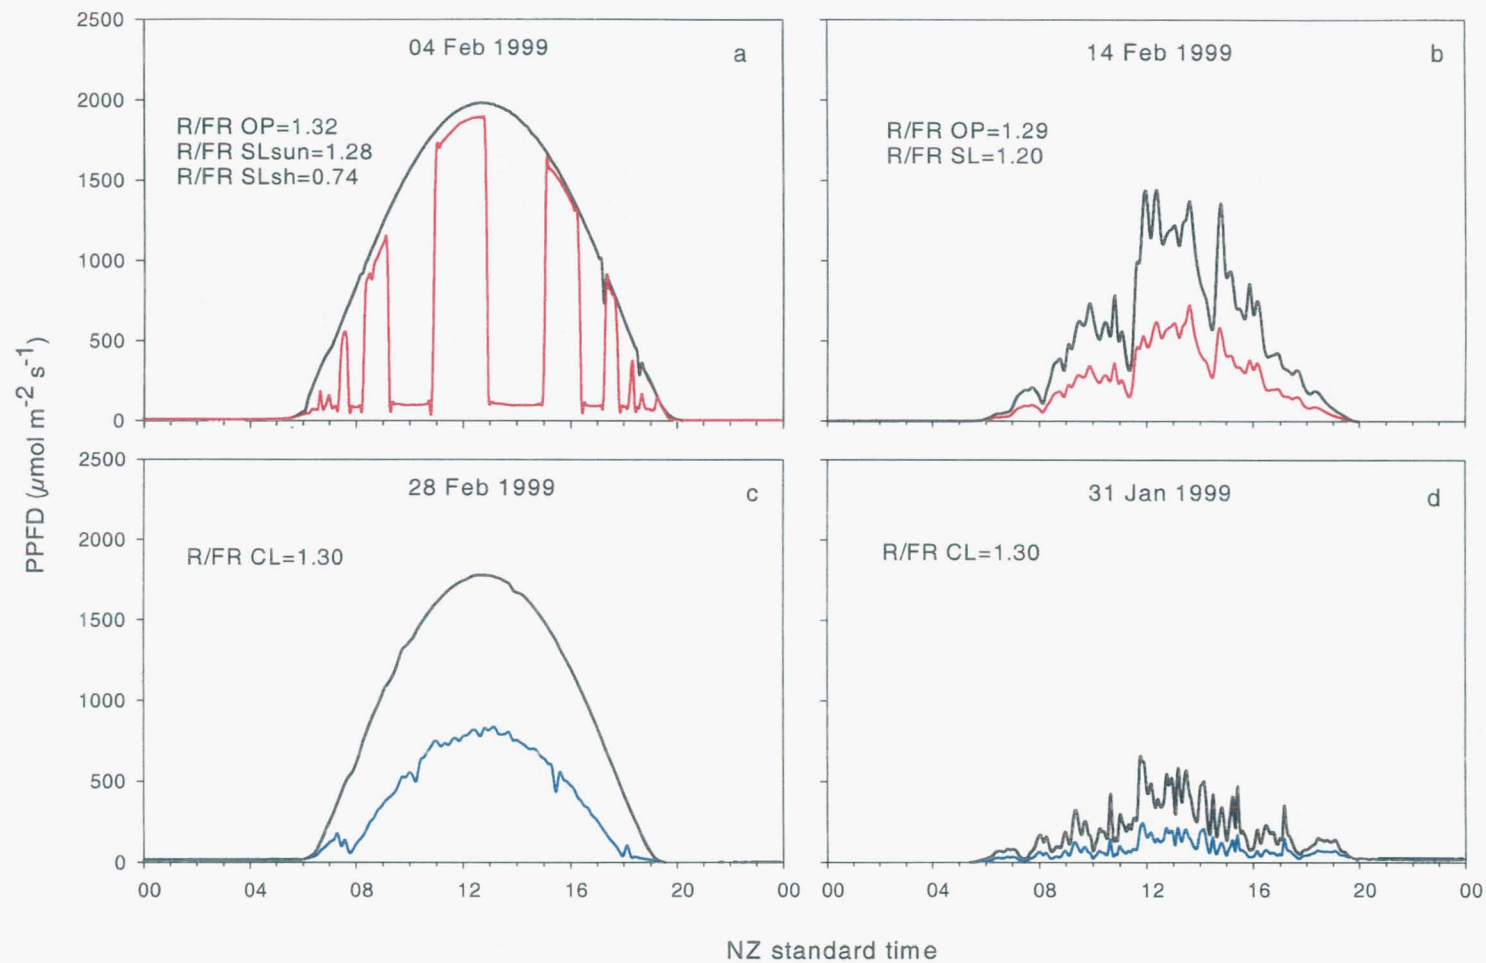 04 Feb 1999
a
R/FR OP=1.32
R/FR SLsun=1.28
R/FR SLsh=0.74
2500
2000
1500
1000
500
0
14 Feb 1999
b
R/FR OP=1.29
R/FR SL=1.20
PPFD (μmol m⁻² s⁻¹)
28 Feb 1999
c
R/FR CL=1.30
2500
2000
1500
1000
500
0
00 04 08 12 16 20 00
31 Jan 1999
d
R/FR CL=1.30
00 04 08 12 16 20 00
NZ standard time